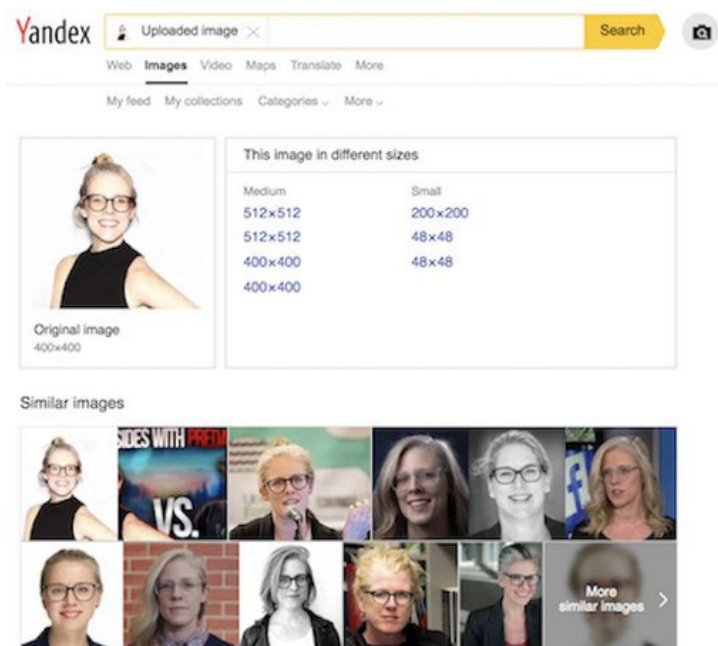 Yandex
Uploaded image
Search
Web Images Video Maps Translate More
My feed My collections Categories More
This image in different sizes
Medium Small
512×512 200×200
512×512 48×48
400×400 48×48
400×400
Original image
400×400
Similar images
SIDES WITH PRED
VS.
More
similar images